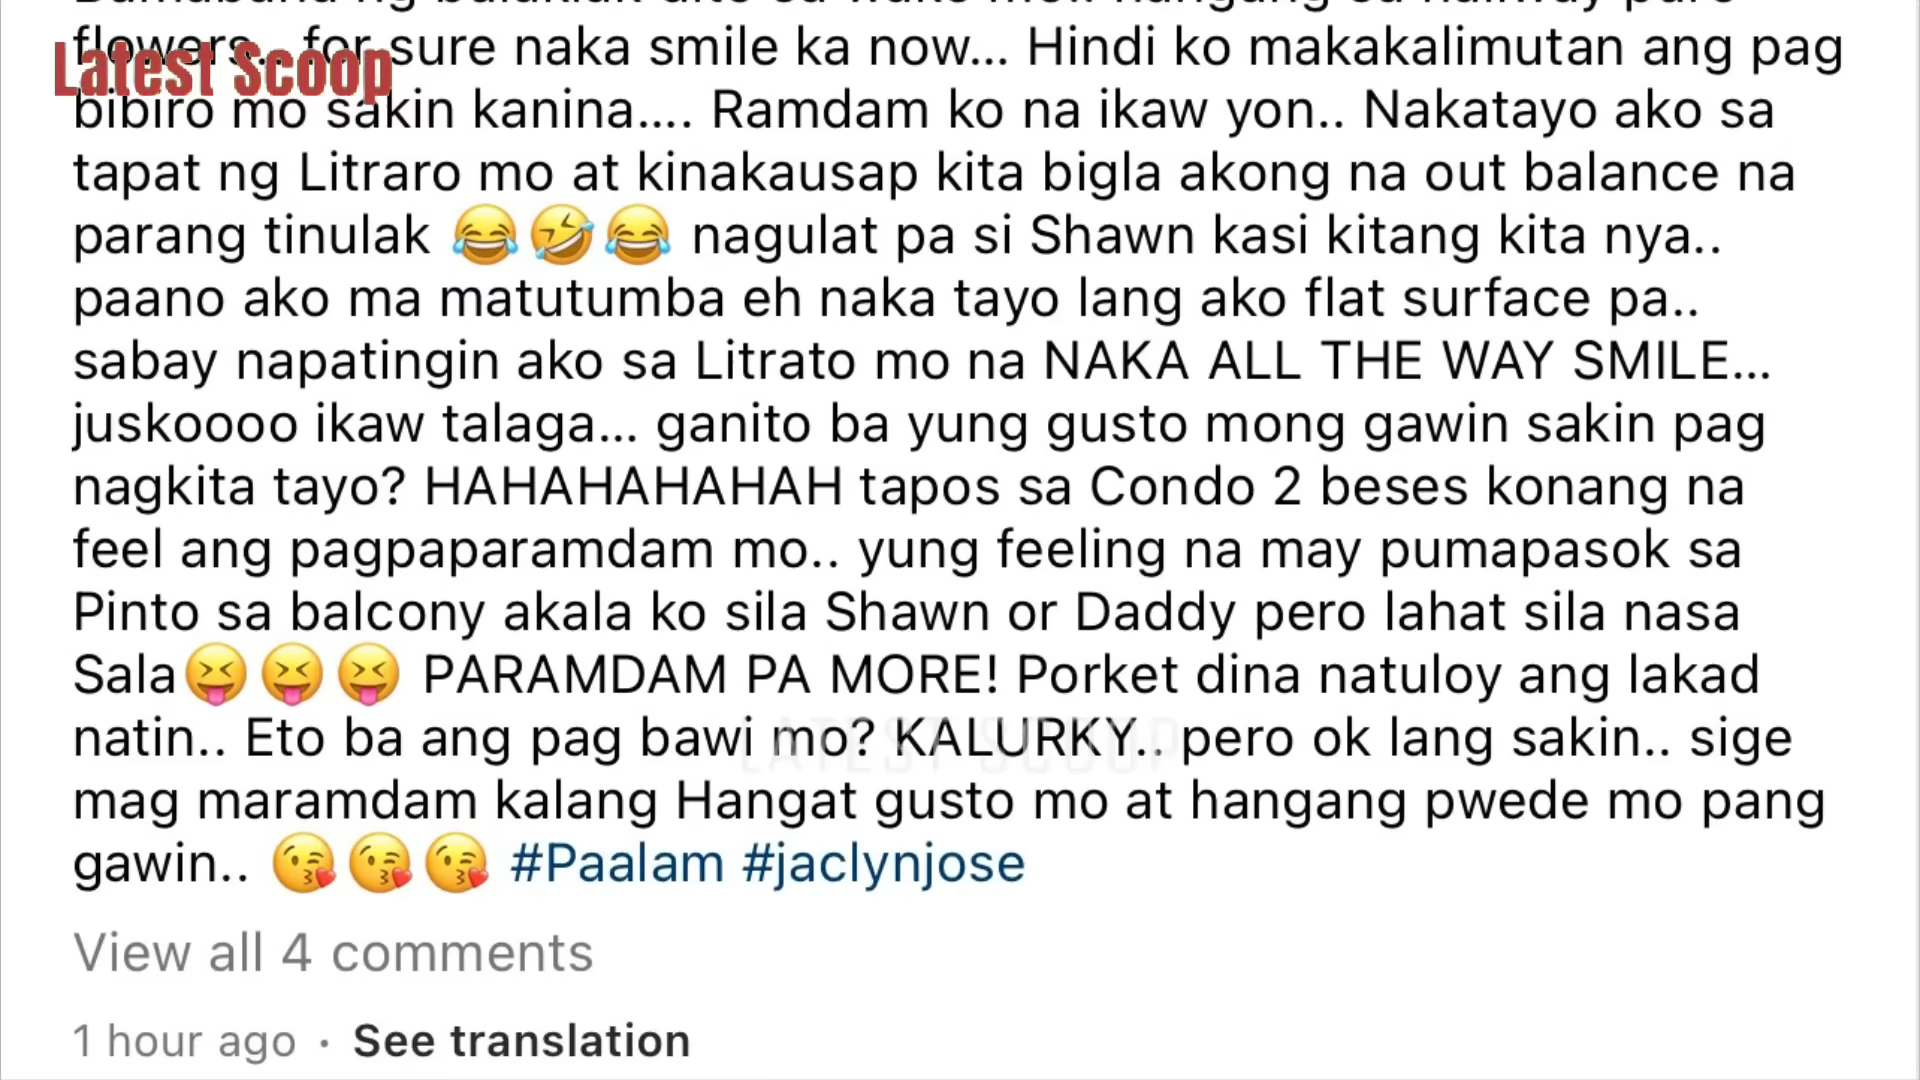 flowers... for sure naka smile ka now... Hindi ko makakalimutan ang pag
Latest Scoop
bibiro mo sakin kanina.... Ramdam ko na ikaw yon.. Nakatayo ako sa
tapat ng Litraro mo at kinakausap kita bigla akong na out balance na
parang tinulak 😂🤣😂 nagulat pa si Shawn kasi kitang kita nya..
paano ako ma matutumba eh naka tayo lang ako flat surface pa..
sabay napatingin ako sa Litrato mo na NAKA ALL THE WAY SMILE...
juskoooo ikaw talaga... ganito ba yung gusto mong gawin sakin pag
nagkita tayo? HAHAHAHAHAH tapos sa Condo 2 beses konang na
feel ang pagpaparamdam mo.. yung feeling na may pumapasok sa
Pinto sa balcony akala ko sila Shawn or Daddy pero lahat sila nasa
Sala😝😝😝 PARAMDAM PA MORE! Porket dina natuloy ang lakad
natin.. Eto ba ang pag bawi mo? KALURKY.. pero ok lang sakin.. sige
LATEST SCOOP
mag maramdam kalang Hangat gusto mo at hangang pwede mo pang
gawin.. 😘😘😘 #Paalam #jaclynjose
View all 4 comments
1 hour ago · See translation